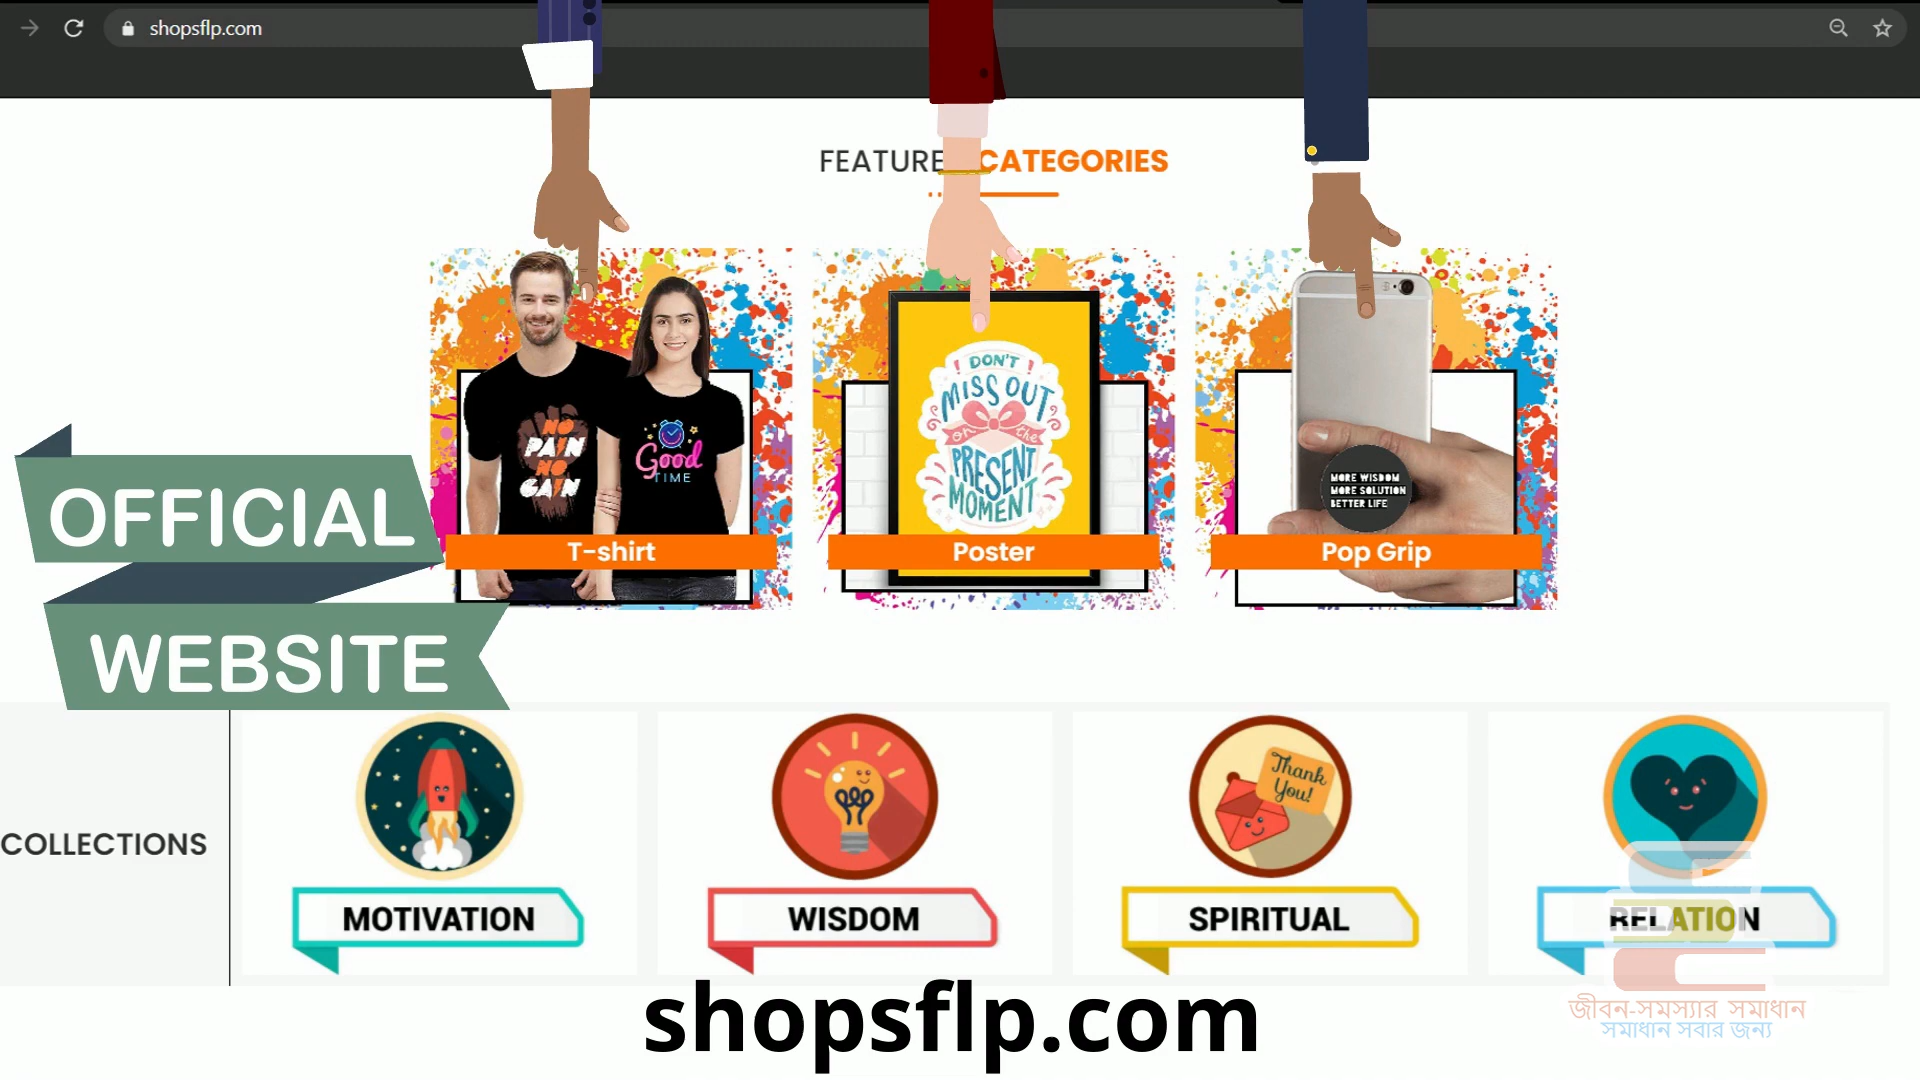 shopsflp.com
FEATURE CATEGORIES
NO
PAIN
NO
GAIN
Good
TIME
T-shirt
DON'T
MISS OUT
on the
PRESENT
MOMENT
Poster
MORE WISDOM
MORE SOLUTION
BETTER LIFE
Pop Grip
OFFICIAL
WEBSITE
COLLECTIONS
MOTIVATION
WISDOM
Thank
You!
SPIRITUAL
RELATION
shopsflp.com
জীবন-সমস্যার সমাধান
সমাধান সবার জন্য